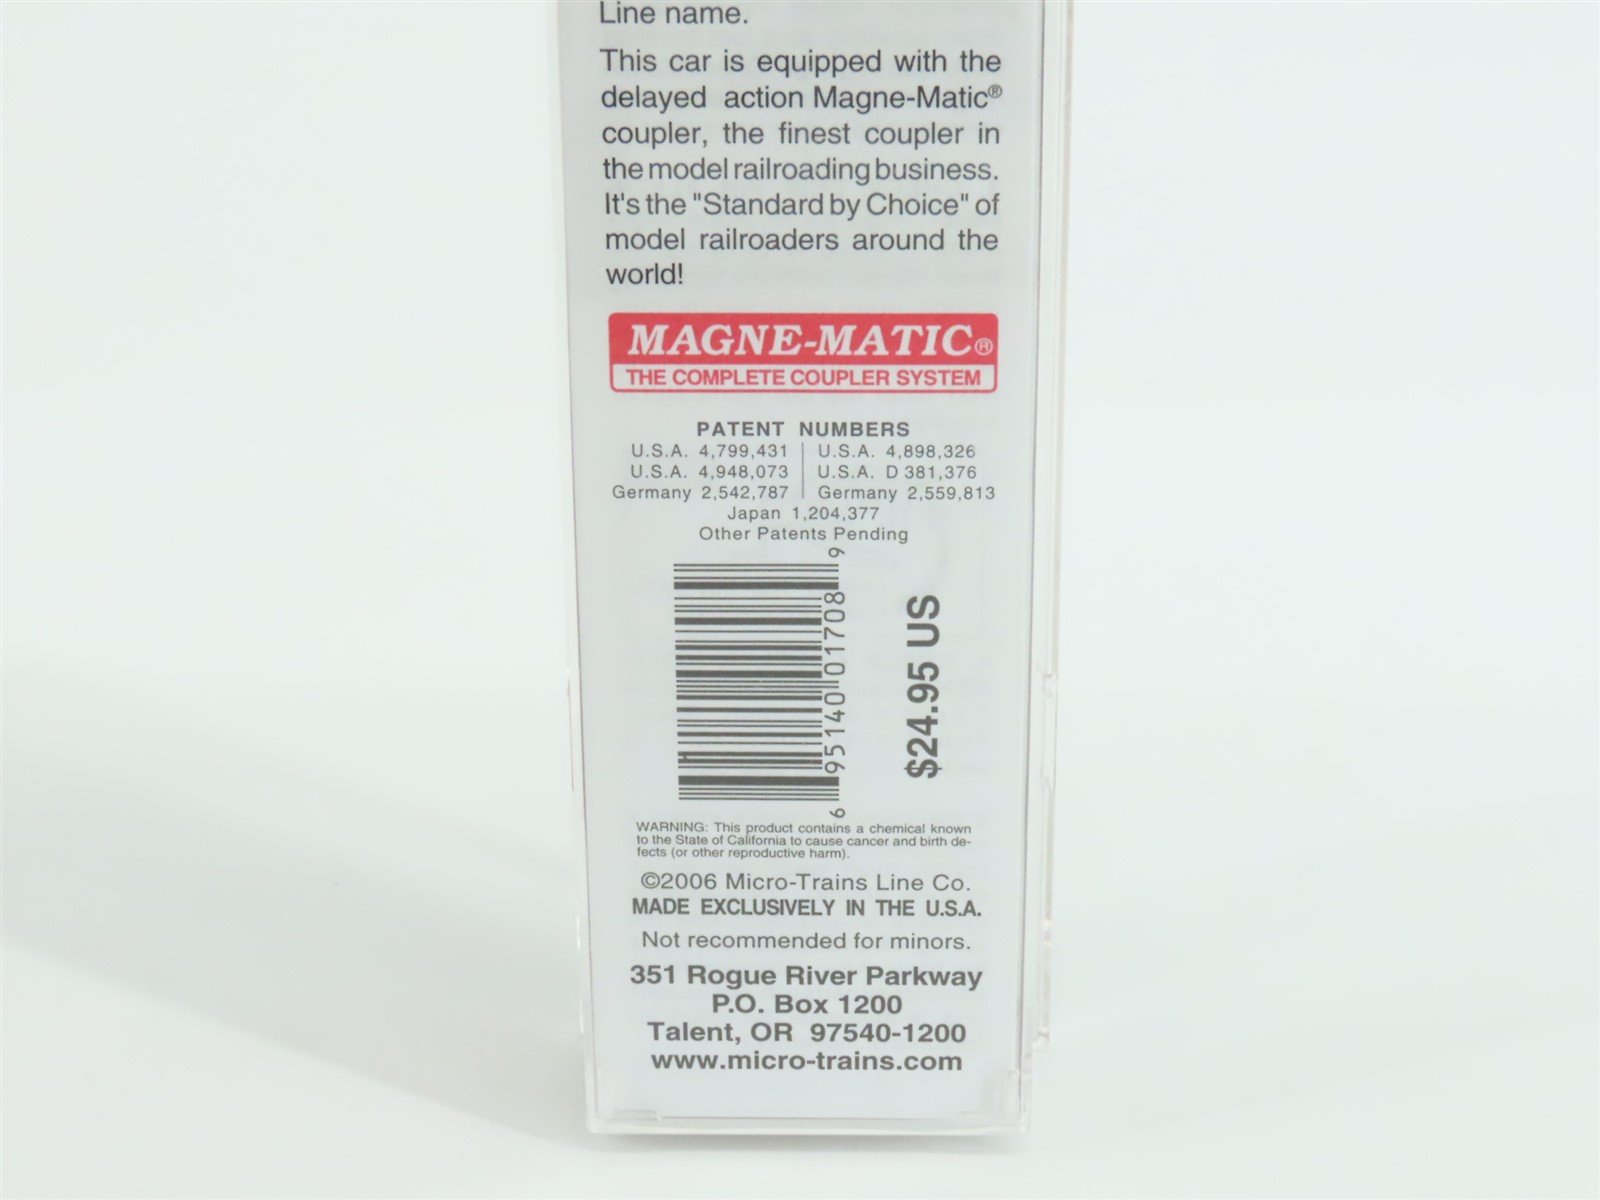 Line name.
This car is equipped with the
delayed action Magne-Matic®
coupler, the finest coupler in
the model railroading business.
It's the "Standard by Choice" of
model railroaders around the
world!
MAGNE-MATIC®
THE COMPLETE COUPLER SYSTEM
PATENT NUMBERS
U.S.A. 4,799,431 | U.S.A. 4,898,326
U.S.A. 4,948,073 | U.S.A. D 381,376
Germany 2,542,787 | Germany 2,559,813
Japan 1,204,377
Other Patents Pending
6 95140 01708 9
$24.95 US
WARNING: This product contains a chemical known
to the State of California to cause cancer and birth de-
fects (or other reproductive harm).
©2006 Micro-Trains Line Co.
MADE EXCLUSIVELY IN THE U.S.A.
Not recommended for minors.
351 Rogue River Parkway
P.O. Box 1200
Talent, OR 97540-1200
www.micro-trains.com